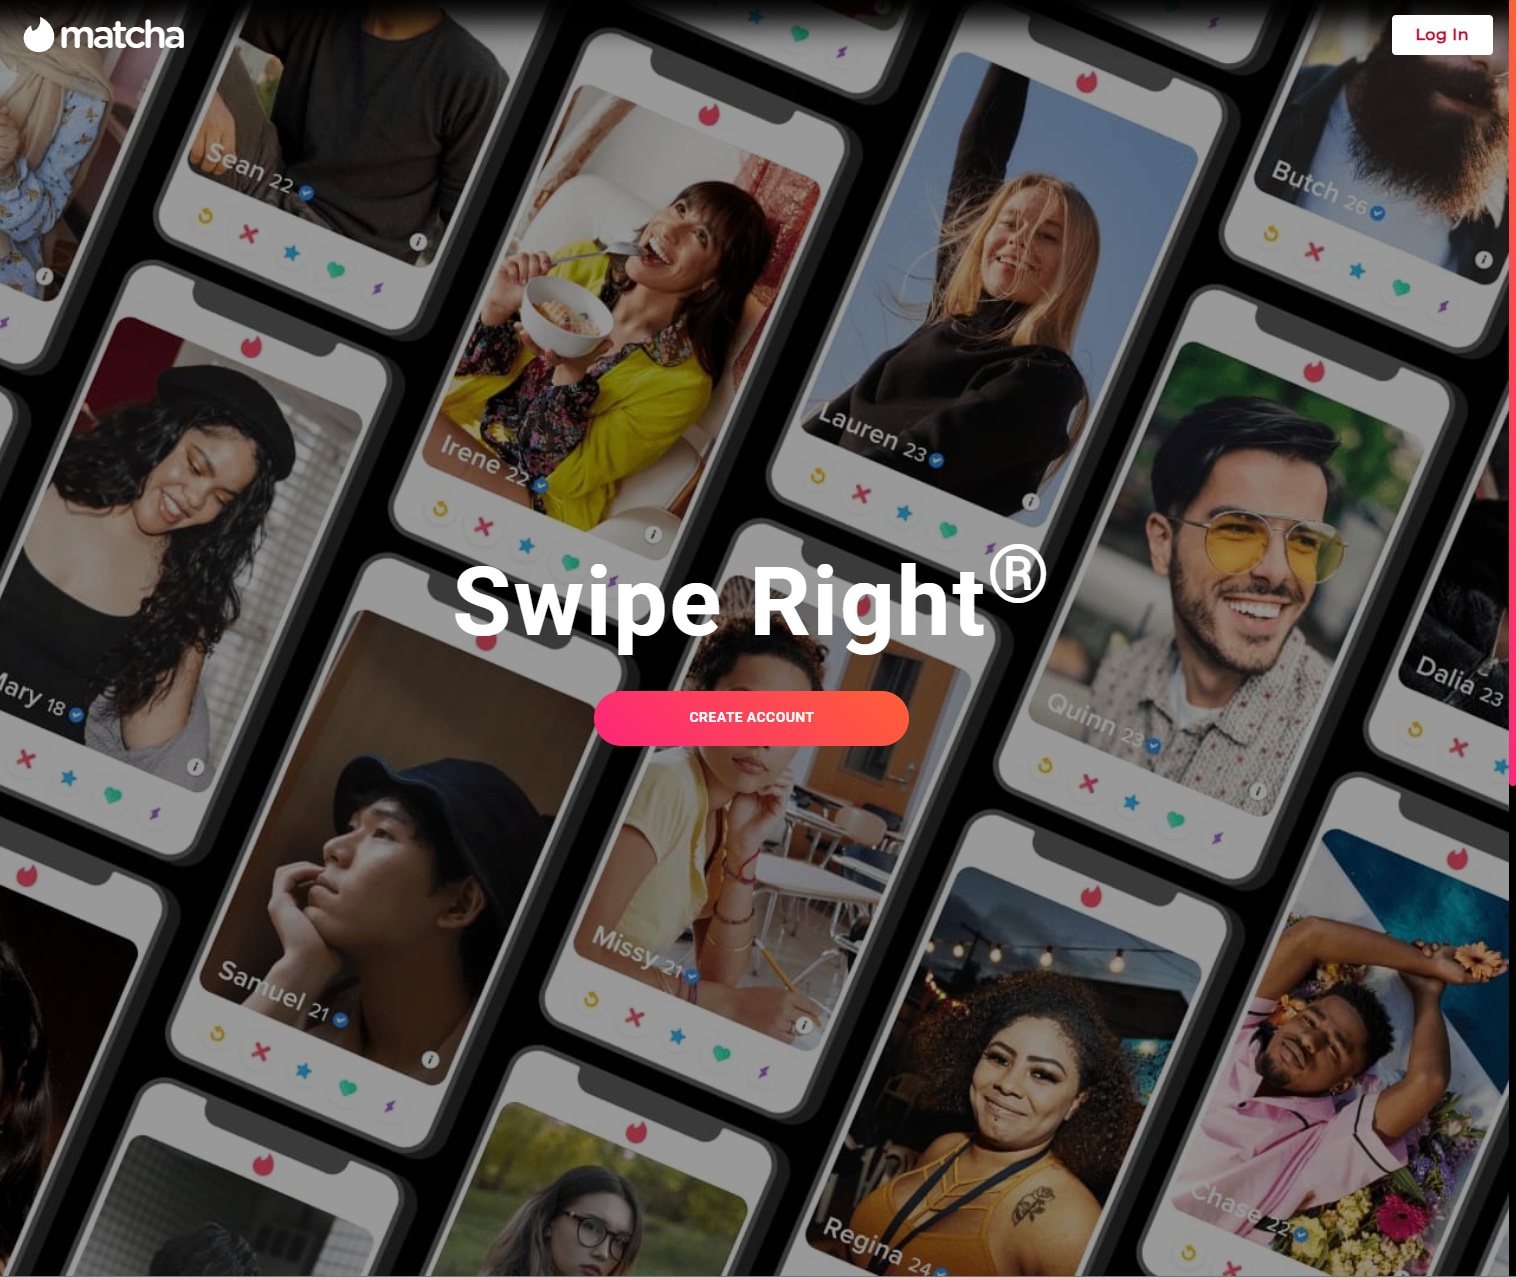 matcha
Log In
Sean 22
Butch 26
Irene 22
Lauren 23
Mary 18
Swipe Right®
Quinn 23
Dalia 23
CREATE ACCOUNT
Samuel 21
Missy 21
Regina 24
Chase 22